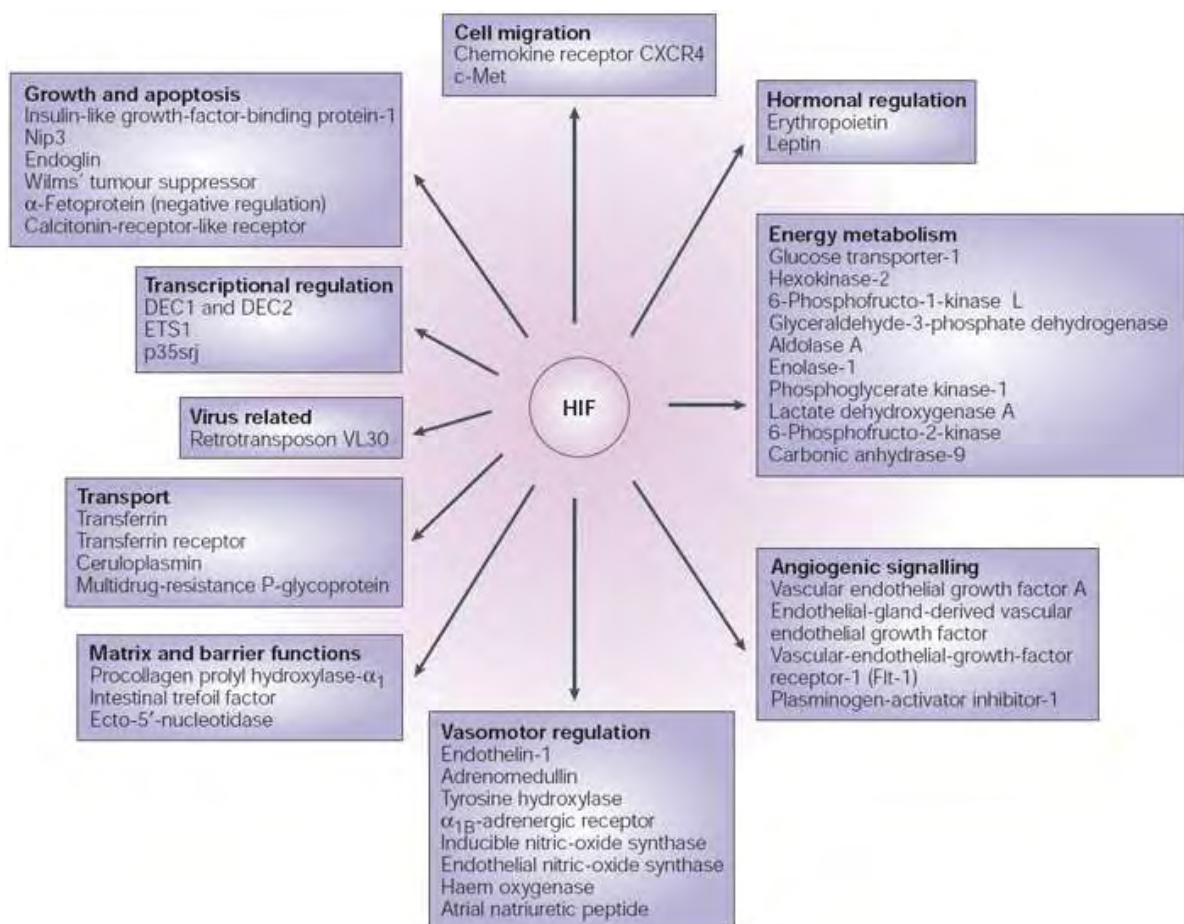 Cell migration
Chemokine receptor CXCR4
c-Met
Growth and apoptosis
Insulin-like growth-factor-binding protein-1
Nip3
Endoglin
Wilms´ tumour suppressor
α-Fetoprotein (negative regulation)
Calcitonin-receptor-like receptor
Hormonal regulation
Erythropoietin
Leptin
Transcriptional regulation
DEC1 and DEC2
ETS1
p35srj
Energy metabolism
Glucose transporter-1
Hexokinase-2
6-Phosphofructo-1-kinase L
Glyceraldehyde-3-phosphate dehydrogenase
Aldolase A
Enolase-1
Phosphoglycerate kinase-1
Lactate dehydroxygenase A
6-Phosphofructo-2-kinase
Carbonic anhydrase-9
HIF
Virus related
Retrotransposon VL30
Transport
Transferrin
Transferrin receptor
Ceruloplasmin
Multidrug-resistance P-glycoprotein
Angiogenic signalling
Vascular endothelial growth factor A
Endothelial-gland-derived vascular
endothelial growth factor
Vascular-endothelial-growth-factor
receptor-1 (Flt-1)
Plasminogen-activator inhibitor-1
Matrix and barrier functions
Procollagen prolyl hydroxylase-α1
Intestinal trefoil factor
Ecto-5′-nucleotidase
Vasomotor regulation
Endothelin-1
Adrenomedullin
Tyrosine hydroxylase
α1B-adrenergic receptor
Inducible nitric-oxide synthase
Endothelial nitric-oxide synthase
Haem oxygenase
Atrial natriuretic peptide